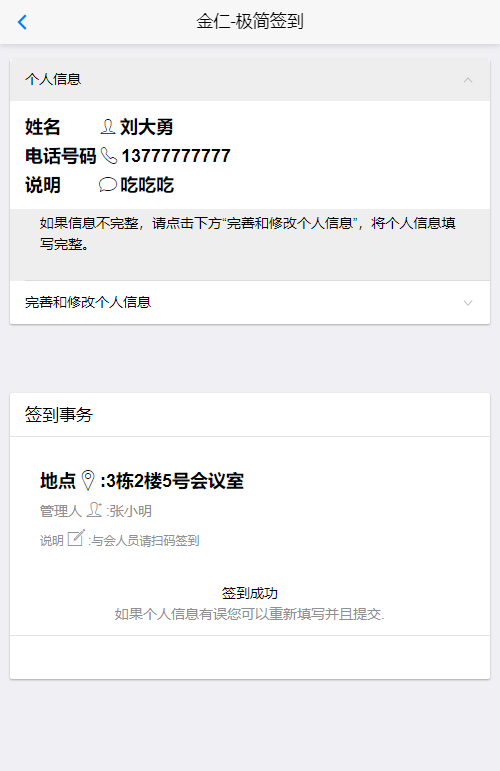 金仁-极简签到
个人信息
姓名 刘大勇
电话号码 13777777777
说明 吃吃吃
如果信息不完整，请点击下方“完善和修改个人信息”，将个人信息填
写完整。
完善和修改个人信息
签到事务
地点 :3栋2楼5号会议室
管理人 :张小明
说明 :与会人员请扫码签到
签到成功
如果个人信息有误您可以重新填写并且提交.